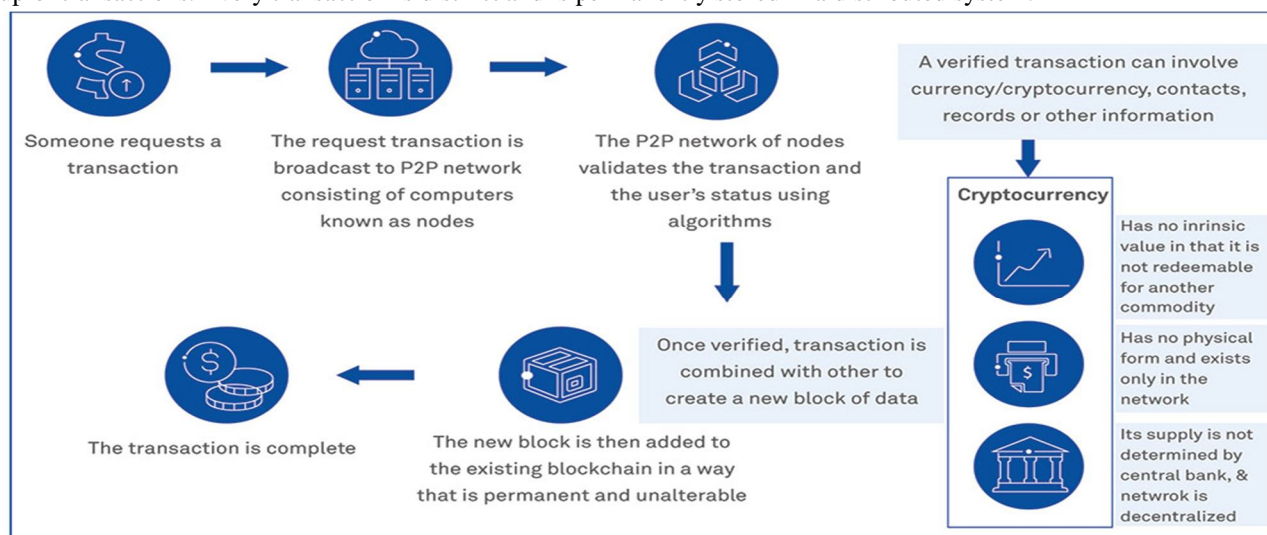 Someone requests a
transaction
The request transaction is
broadcast to P2P network
consisting of computers
known as nodes
The P2P network of nodes
validates the transaction and
the user's status using
algorithms
A verified transaction can involve
currency/cryptocurrency, contacts,
records or other information
Cryptocurrency
Has no intrinsic
value in that it is
not redeemable
for another
commodity
Has no physical
form and exists
only in the
network
Its supply is not
determined by
central bank, &
netwrok is
decentralized
Once verified, transaction is
combined with other to
create a new block of data
The new block is then added to
the existing blockchain in a way
that is permanent and unalterable
The transaction is complete